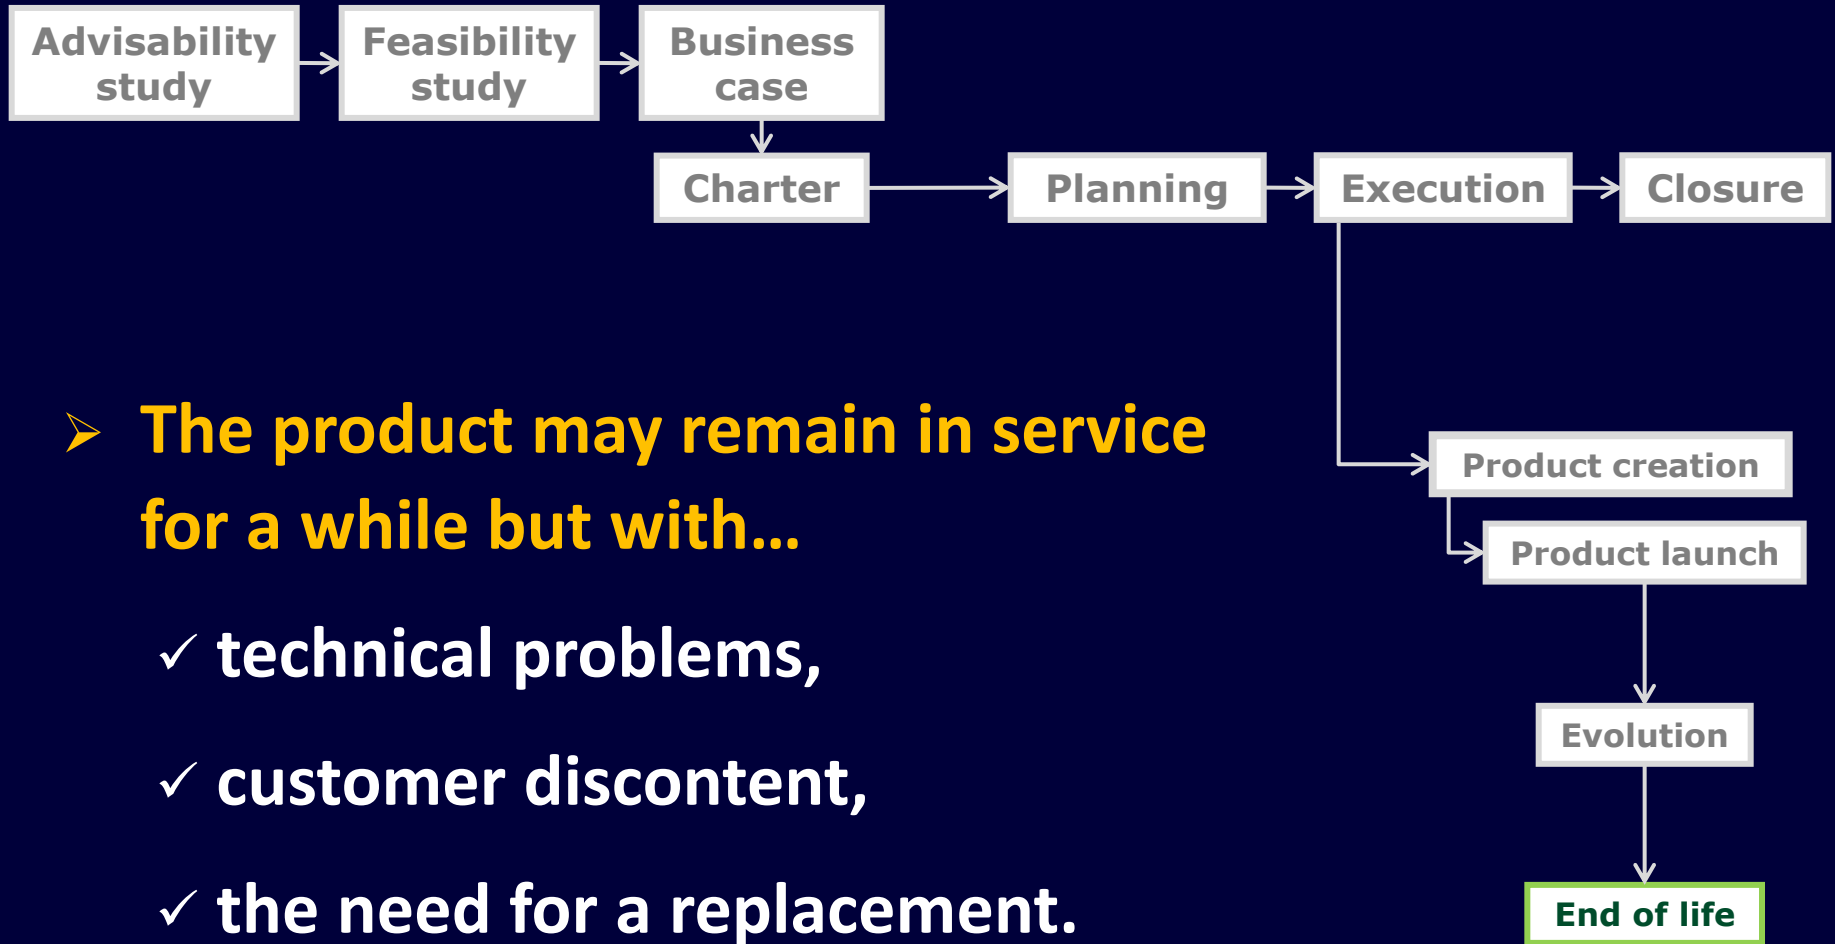 Advisability
study
Feasibility
study
Business
case
Charter
Planning
Execution
Closure
➢ The product may remain in service
for a while but with…
✓ technical problems,
✓ customer discontent,
✓ the need for a replacement.
Product creation
Product launch
Evolution
End of life